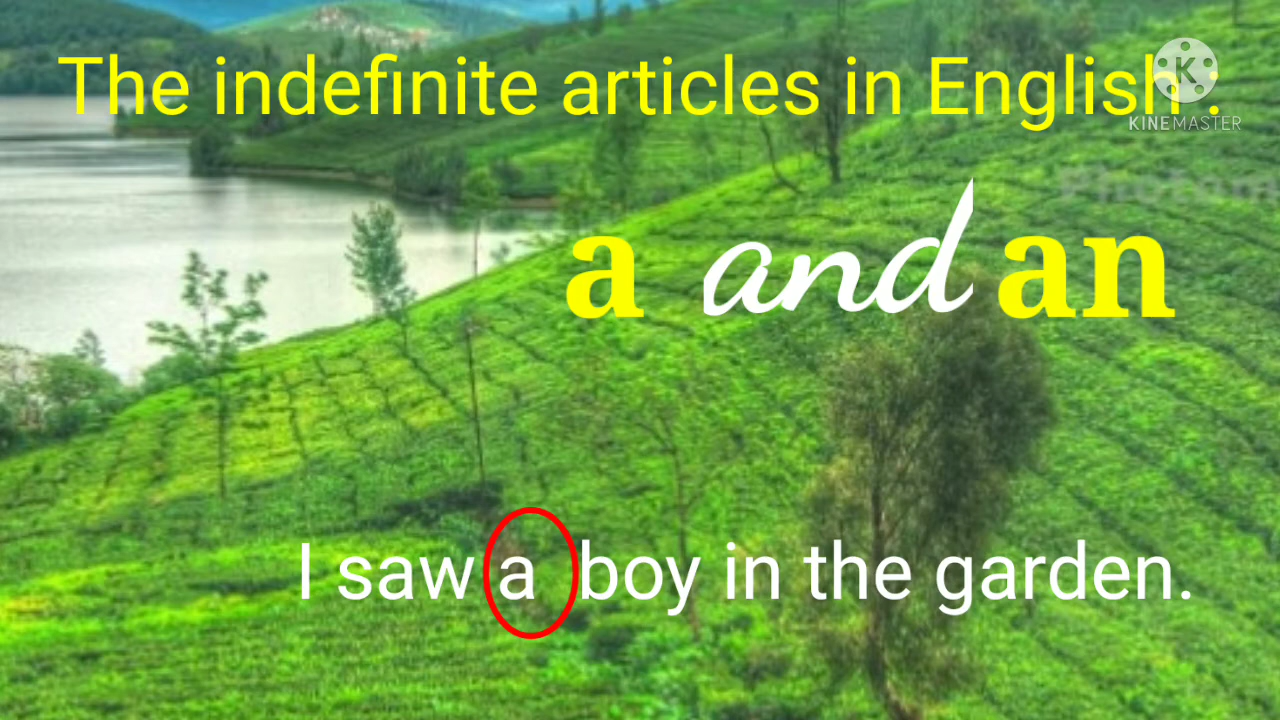 The indefinite articles in English :
KINEMASTER
a and an
I saw a boy in the garden.